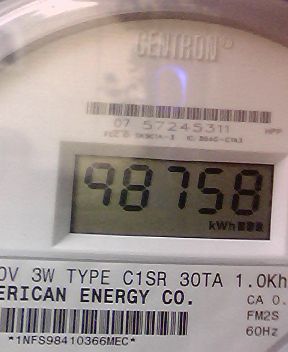 CENTRON®
07 57245311
HPP
98758
kWh
0V 3W TYPE C1SR 30TA 1.0Kh
ERICAN ENERGY CO.
CA 0.
FM2S
60Hz
*1NFS98410366MEC*